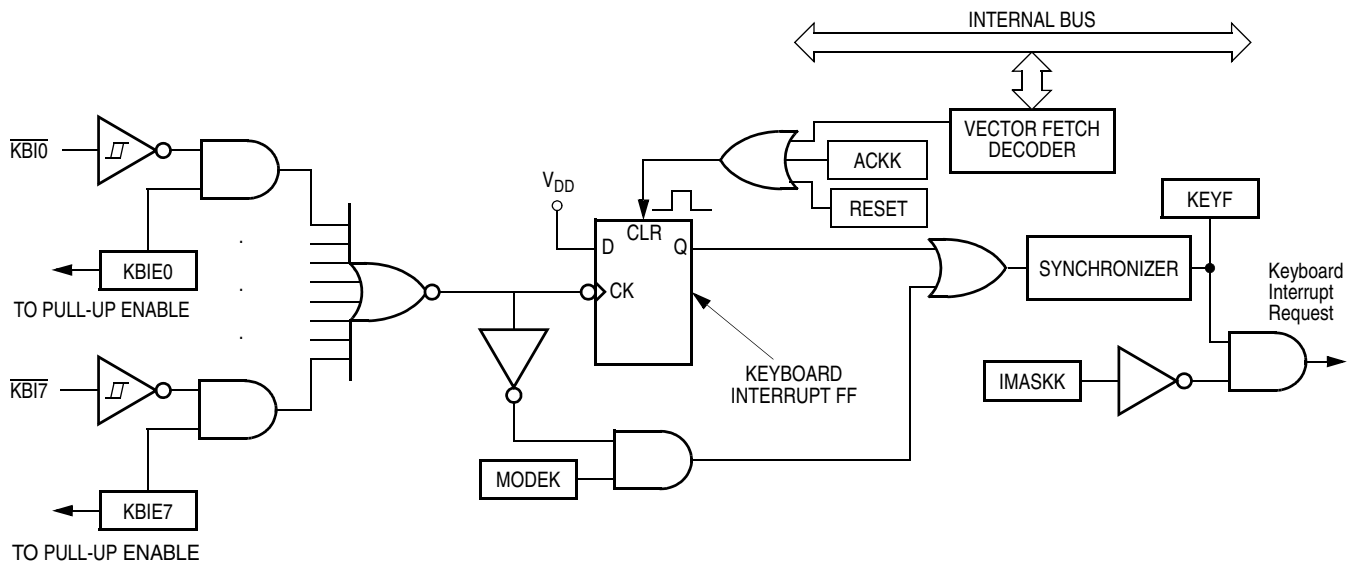 INTERNAL BUS
VECTOR FETCH
DECODER
ACKK
RESET
KBI0
KBIE0
TO PULL-UP ENABLE
.
.
.
KBI7
KBIE7
TO PULL-UP ENABLE
VDD
D
CLR
Q
CK
KEYBOARD
INTERRUPT FF
MODEK
SYNCHRONIZER
KEYF
IMASKK
Keyboard
Interrupt
Request